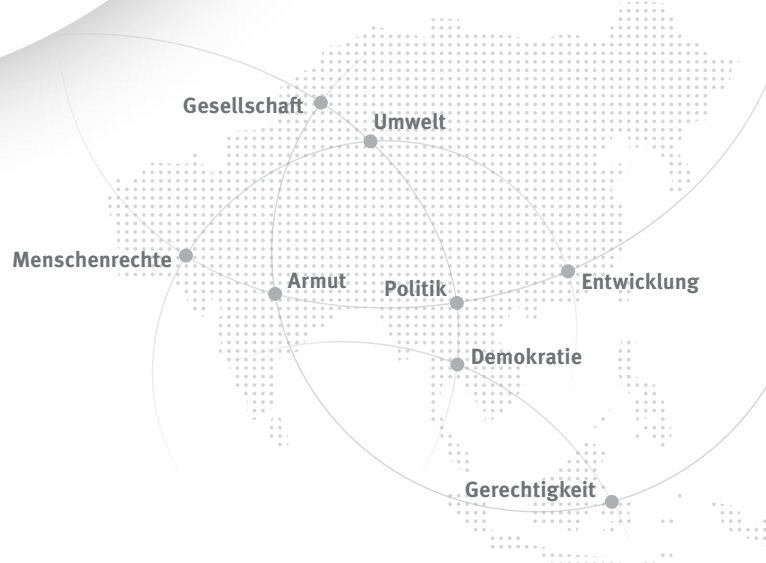 Gesellschaft
Umwelt
Menschenrechte
Armut
Politik
Entwicklung
Demokratie
Gerechtigkeit